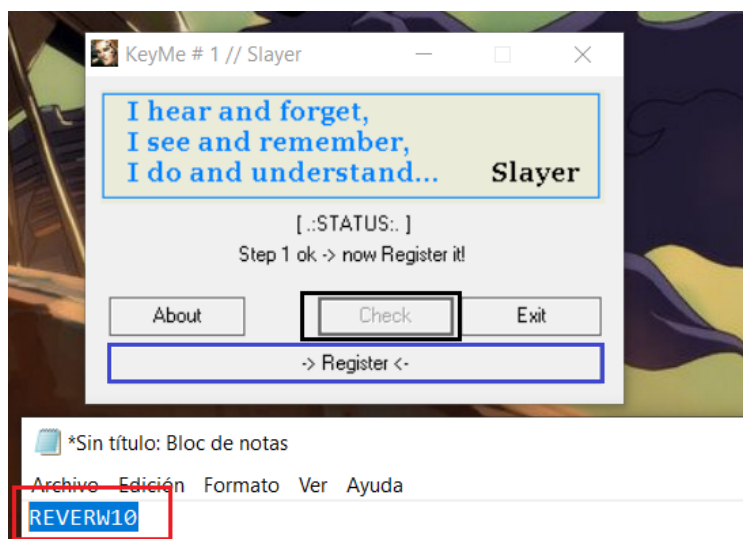 KeyMe # 1 // Slayer
I hear and forget,
I see and remember,
I do and understand... Slayer
[ .:STATUS:. ]
Step 1 ok -> now Register it!
About Check Exit
-> Register <-
*Sin título: Bloc de notas
Archivo Edición Formato Ver Ayuda
REVERW10